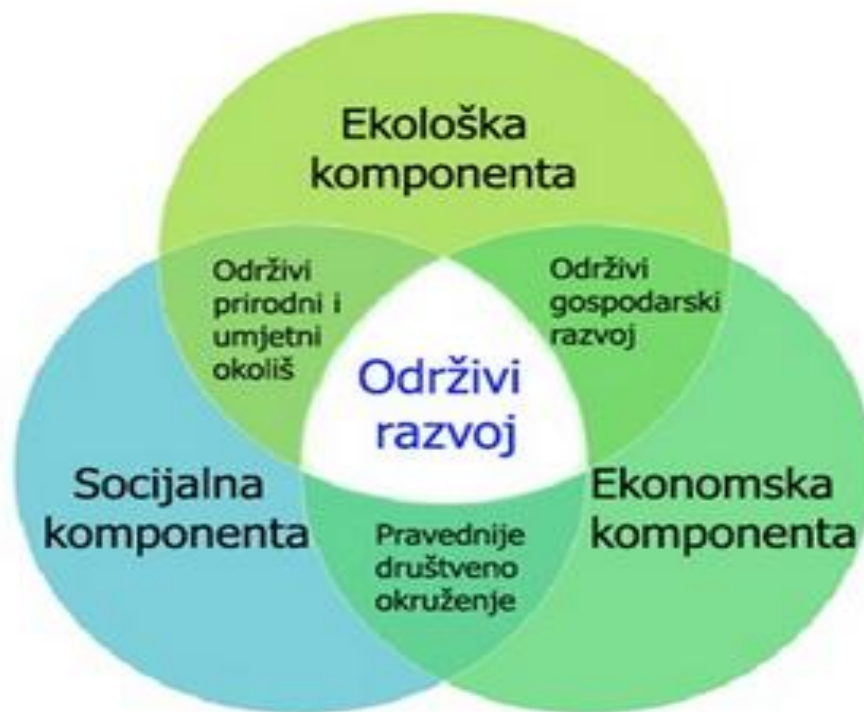 Ekološka
komponenta
Održivi
prirodni i
umjetni
okoliš
Održivi
gospodarski
razvoj
Održivi
razvoj
Socijalna
komponenta
Ekonomska
komponenta
Pravednije
društveno
okruženje